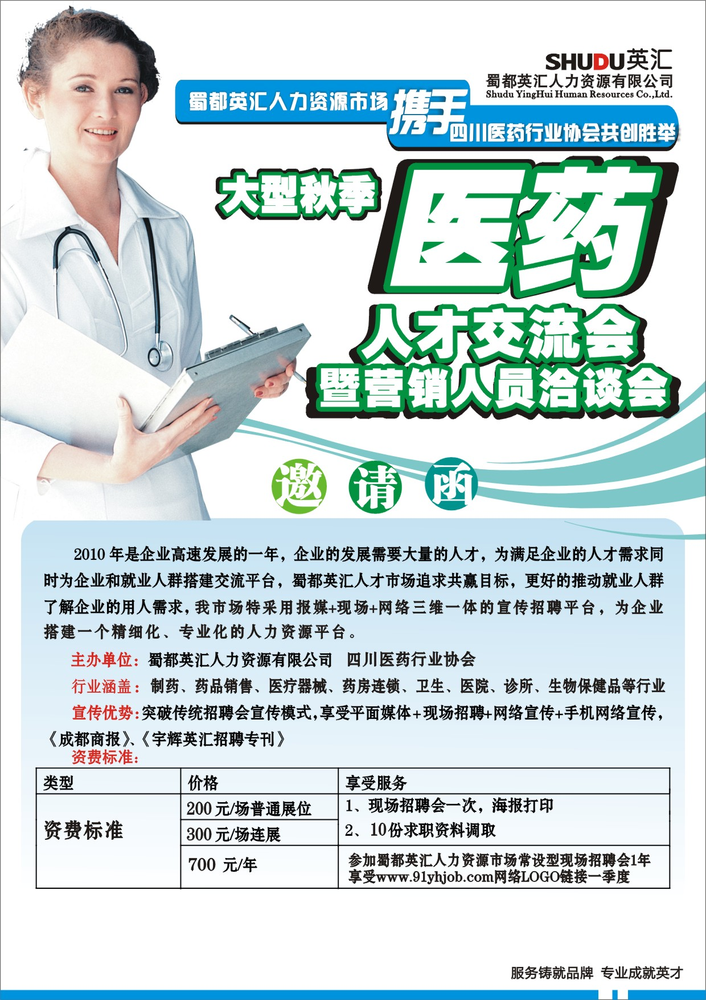 SHUDU英汇
蜀都英汇人力资源有限公司
Shudu YingHui Human Resources Co.,Ltd.
蜀都英汇人力资源市场
携手
四川医药行业协会共创胜举
大型秋季
医药
人才交流会
暨营销人员洽谈会
邀请函
2010 年是企业高速发展的一年，企业的发展需要大量的人才，为满足企业的人才需求同
时为企业和就业人群搭建交流平台，蜀都英汇人才市场追求共赢目标，更好的推动就业人群
了解企业的用人需求，我市场特采用报媒+现场+网络三维一体的宣传招聘平台，为企业
搭建一个精细化、专业化的人力资源平台。
主办单位：蜀都英汇人力资源有限公司 四川医药行业协会
行业涵盖：制药、药品销售、医疗器械、药房连锁、卫生、医院、诊所、生物保健品等行业
宣传优势：突破传统招聘会宣传模式，享受平面媒体+现场招聘+网络宣传+手机网络宣传，
《成都商报》、《宇辉英汇招聘专刊》
资费标准：
类型 价格 享受服务
资费标准
200 元/场普通展位
300 元/场连展
1、现场招聘会一次，海报打印
2、10份求职资料调取
700 元/年
参加蜀都英汇人力资源市场常设型现场招聘会1年
享受www.91yhjob.com网络LOGO链接一季度
服务铸就品牌 专业成就英才